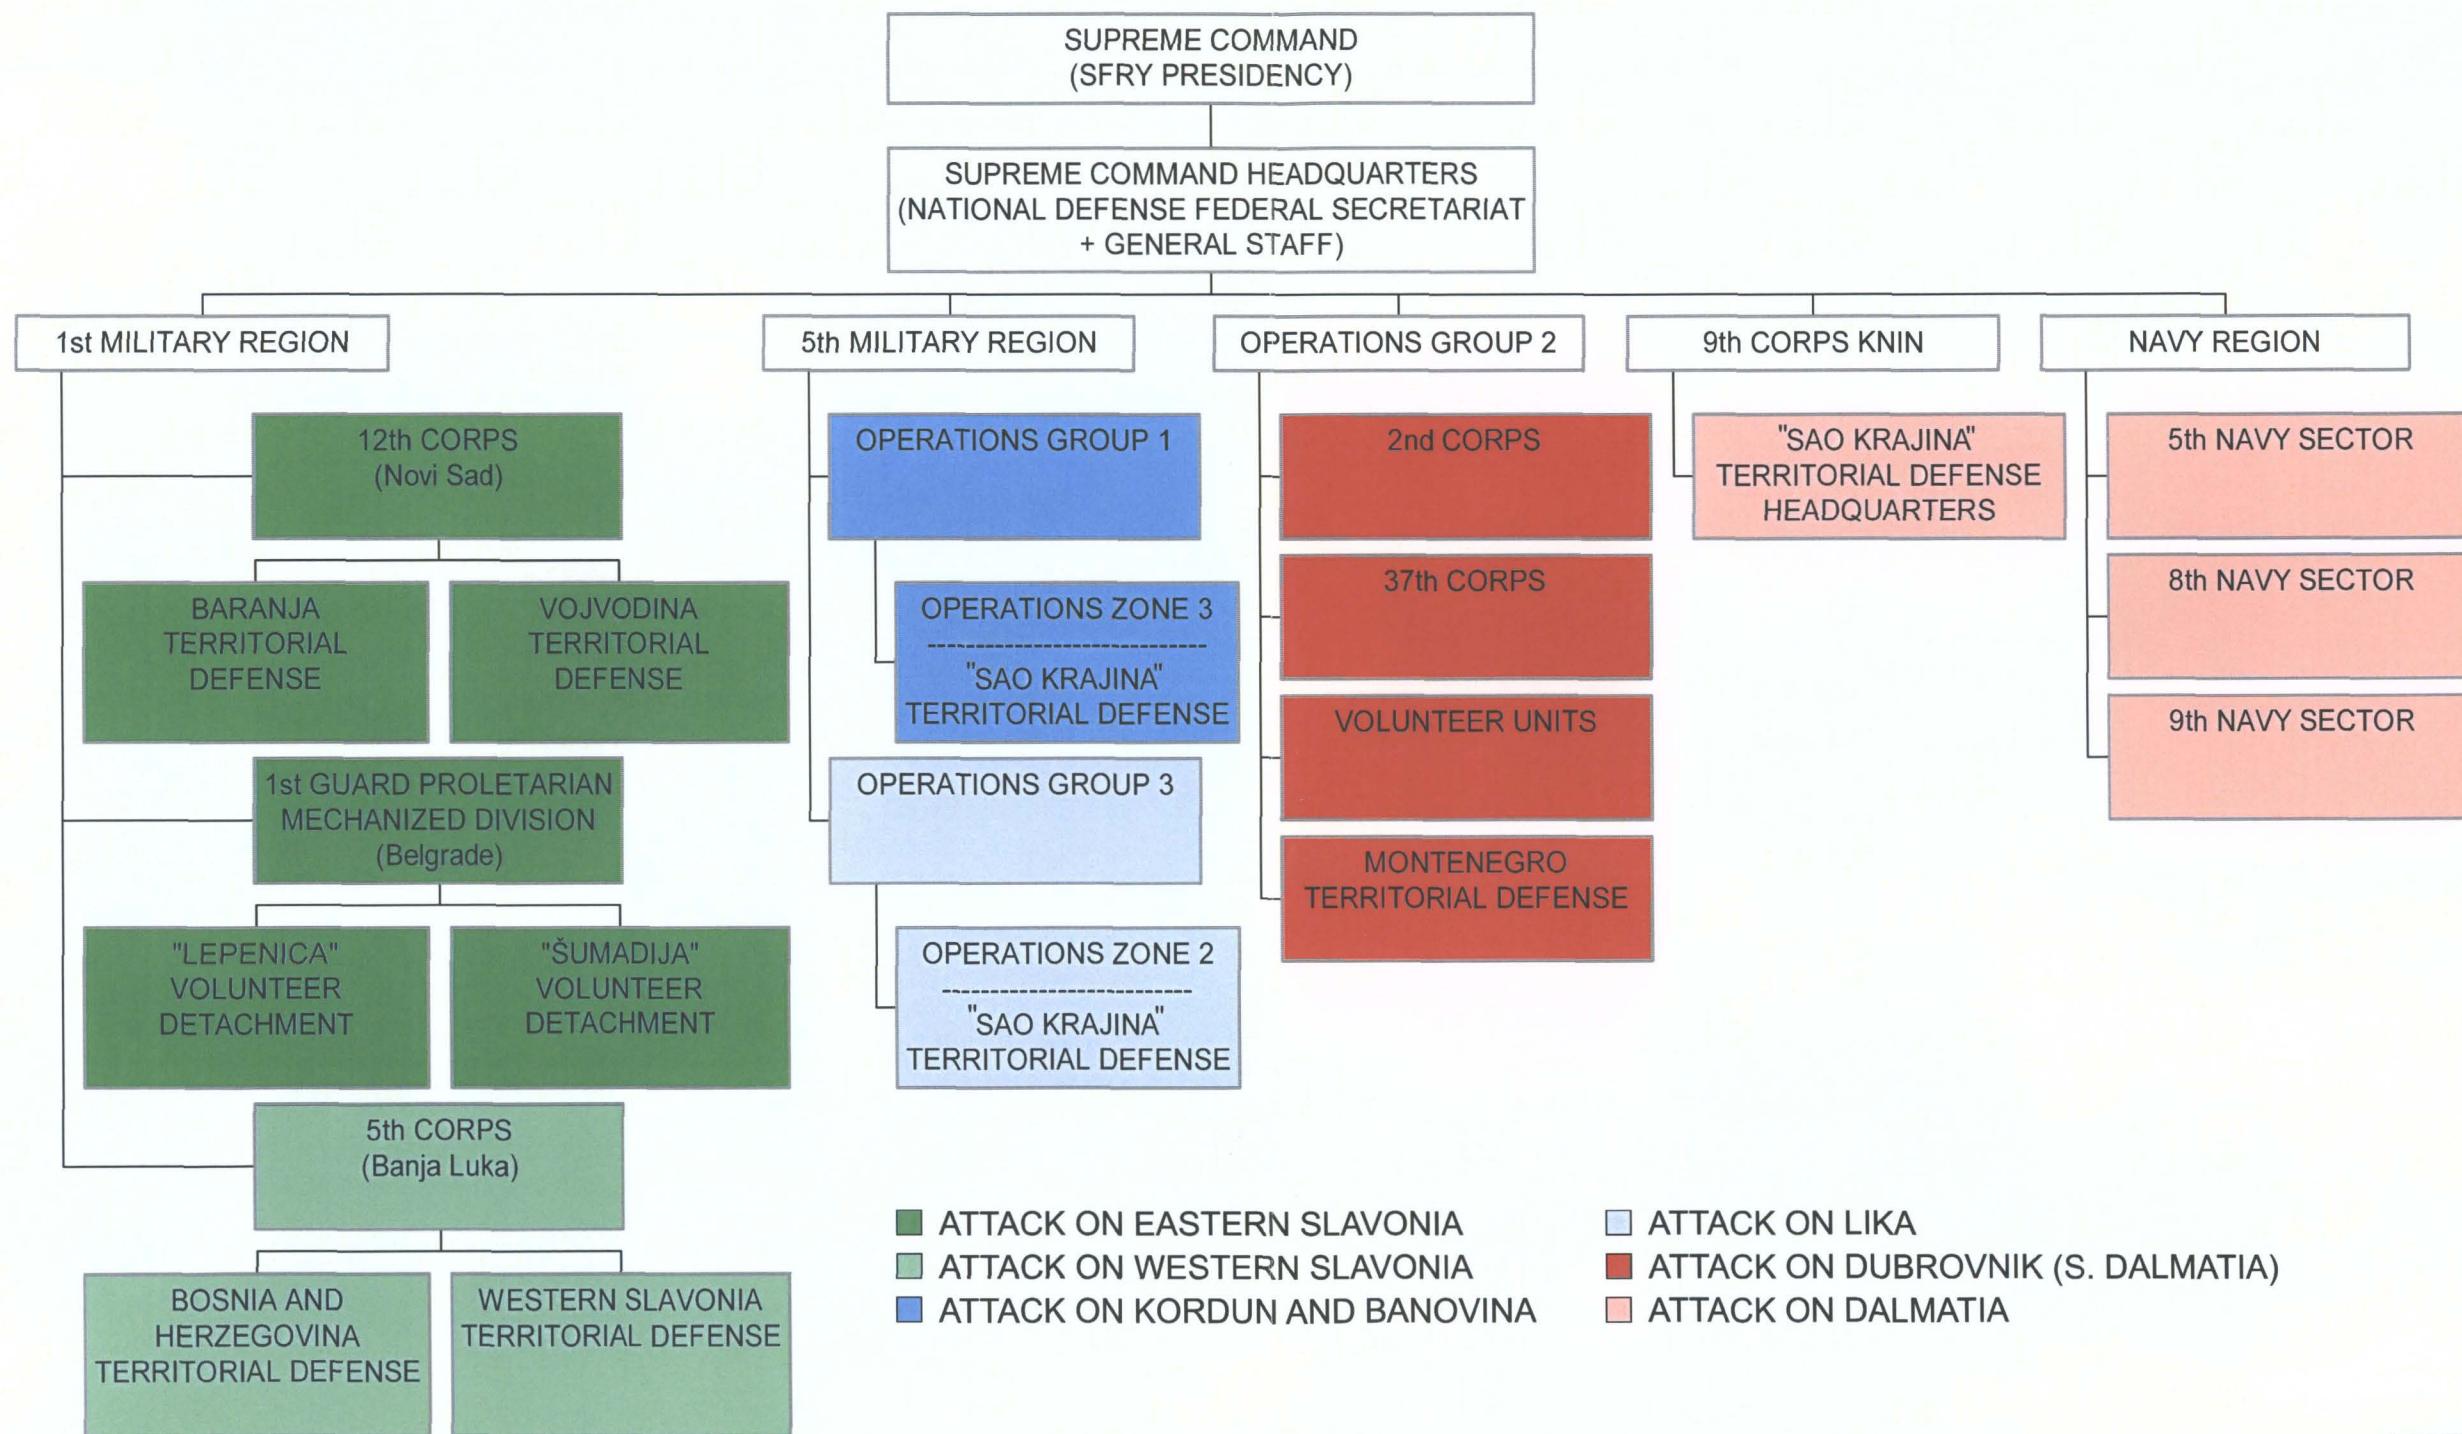 SUPREME COMMAND
(SFRY PRESIDENCY)
SUPREME COMMAND HEADQUARTERS
(NATIONAL DEFENSE FEDERAL SECRETARIAT
+ GENERAL STAFF)
1st MILITARY REGION
5th MILITARY REGION
OPERATIONS GROUP 2
9th CORPS KNIN
NAVY REGION
12th CORPS
(Novi Sad)
BARANJA
TERRITORIAL
DEFENSE
VOJVODINA
TERRITORIAL
DEFENSE
1st GUARD PROLETARIAN
MECHANIZED DIVISION
(Belgrade)
"LEPENICA"
VOLUNTEER
DETACHMENT
"ŠUMADIJA"
VOLUNTEER
DETACHMENT
5th CORPS
(Banja Luka)
BOSNIA AND
HERZEGOVINA
TERRITORIAL DEFENSE
WESTERN SLAVONIA
TERRITORIAL DEFENSE
OPERATIONS GROUP 1
OPERATIONS ZONE 3
"SAO KRAJINA"
TERRITORIAL DEFENSE
OPERATIONS GROUP 3
OPERATIONS ZONE 2
"SAO KRAJINA"
TERRITORIAL DEFENSE
2nd CORPS
37th CORPS
VOLUNTEER UNITS
MONTENEGRO
TERRITORIAL DEFENSE
"SAO KRAJINA"
TERRITORIAL DEFENSE
HEADQUARTERS
5th NAVY SECTOR
8th NAVY SECTOR
9th NAVY SECTOR
ATTACK ON EASTERN SLAVONIA
ATTACK ON WESTERN SLAVONIA
ATTACK ON KORDUN AND BANOVINA
ATTACK ON LIKA
ATTACK ON DUBROVNIK (S. DALMATIA)
ATTACK ON DALMATIA